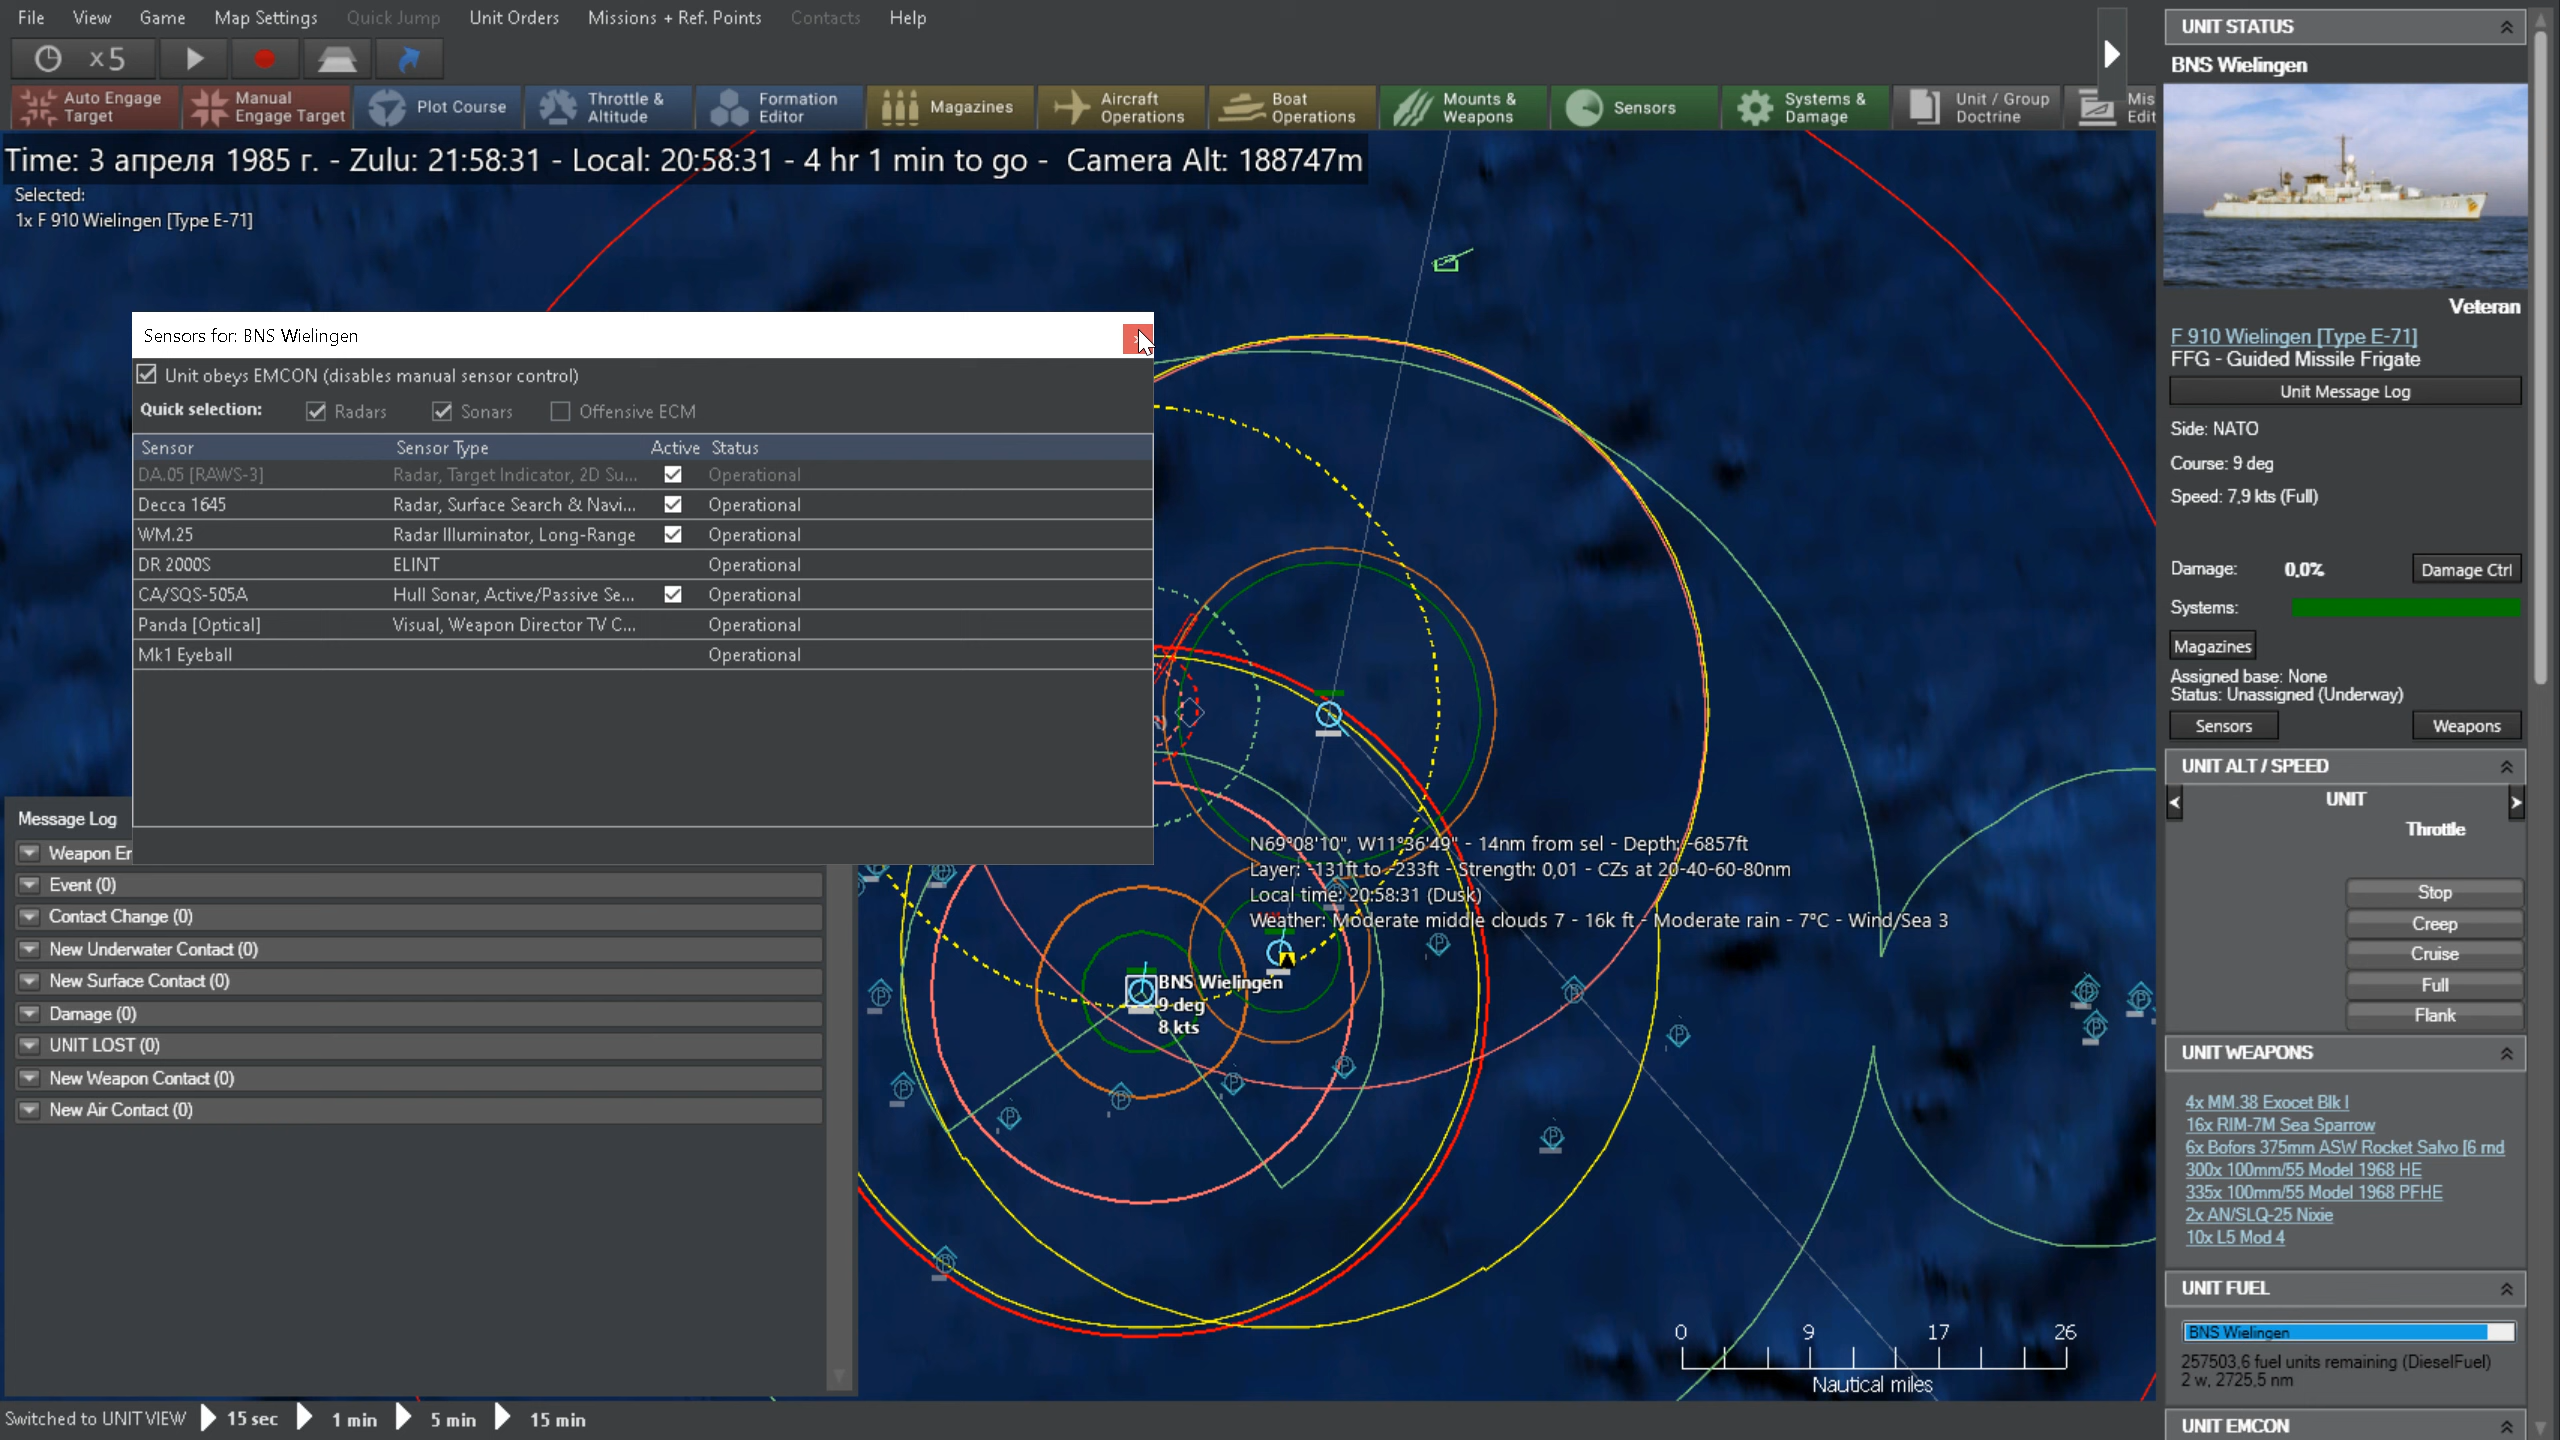 File View Game Map Settings Quick Jump Unit Orders Missions + Ref. Points Contacts Help
x 5
Auto Engage Target
Manual Engage Target
Plot Course
Throttle & Altitude
Formation Editor
Magazines
Aircraft Operations
Boat Operations
Mounts & Weapons
Sensors
Systems & Damage
Unit / Group Doctrine
Mis
Edit
Time: 3 апреля 1985 г. - Zulu: 21:58:31 - Local: 20:58:31 - 4 hr 1 min to go - Camera Alt: 188747m
Selected:
1x F 910 Wielingen [Type E-71]
Sensors for: BNS Wielingen
Unit obeys EMCON (disables manual sensor control)
Quick selection: Radars Sonars Offensive ECM
Sensor Sensor Type Active Status
DA.05 [RAWS-3] Radar, Target Indicator, 2D Su... Operational
Decca 1645 Radar, Surface Search & Navi... Operational
WM.25 Radar Illuminator, Long-Range Operational
DR 2000S ELINT Operational
CA/SQS-505A Hull Sonar, Active/Passive Se... Operational
Panda [Optical] Visual, Weapon Director TV C... Operational
Mk1 Eyeball Operational
Message Log
Weapon En
Event (0)
Contact Change (0)
New Underwater Contact (0)
New Surface Contact (0)
Damage (0)
UNIT LOST (0)
New Weapon Contact (0)
New Air Contact (0)
N69°08'10", W11°36'49" - 14nm from sel - Depth: -6857ft
Layer: -131ft to -233ft - Strength: 0,01 - CZs at 20-40-60-80nm
Local time: 20:58:31 (Dusk)
Weather: Moderate middle clouds 7 - 16k ft - Moderate rain - 7°C - Wind/Sea 3
BNS Wielingen
9 deg
8 kts
0 9 17 26
Nautical miles
Switched to UNIT VIEW 15 sec 1 min 5 min 15 min
UNIT STATUS
BNS Wielingen
Veteran
F 910 Wielingen [Type E-71]
FFG - Guided Missile Frigate
Unit Message Log
Side: NATO
Course: 9 deg
Speed: 7,9 kts (Full)
Damage: 0,0% Damage Ctrl
Systems:
Magazines
Assigned base: None
Status: Unassigned (Underway)
Sensors Weapons
UNIT ALT / SPEED
< UNIT >
Throttle
Stop
Creep
Cruise
Full
Flank
UNIT WEAPONS
4x MM.38 Exocet Blk I
16x RIM-7M Sea Sparrow
6x Bofors 375mm ASW Rocket Salvo [6 rnd
300x 100mm/55 Model 1968 HE
335x 100mm/55 Model 1968 PFHE
2x AN/SLQ-25 Nixie
10x L5 Mod 4
UNIT FUEL
BNS Wielingen
257503,6 fuel units remaining (DieselFuel)
2 w, 2725,5 nm
UNIT EMCON